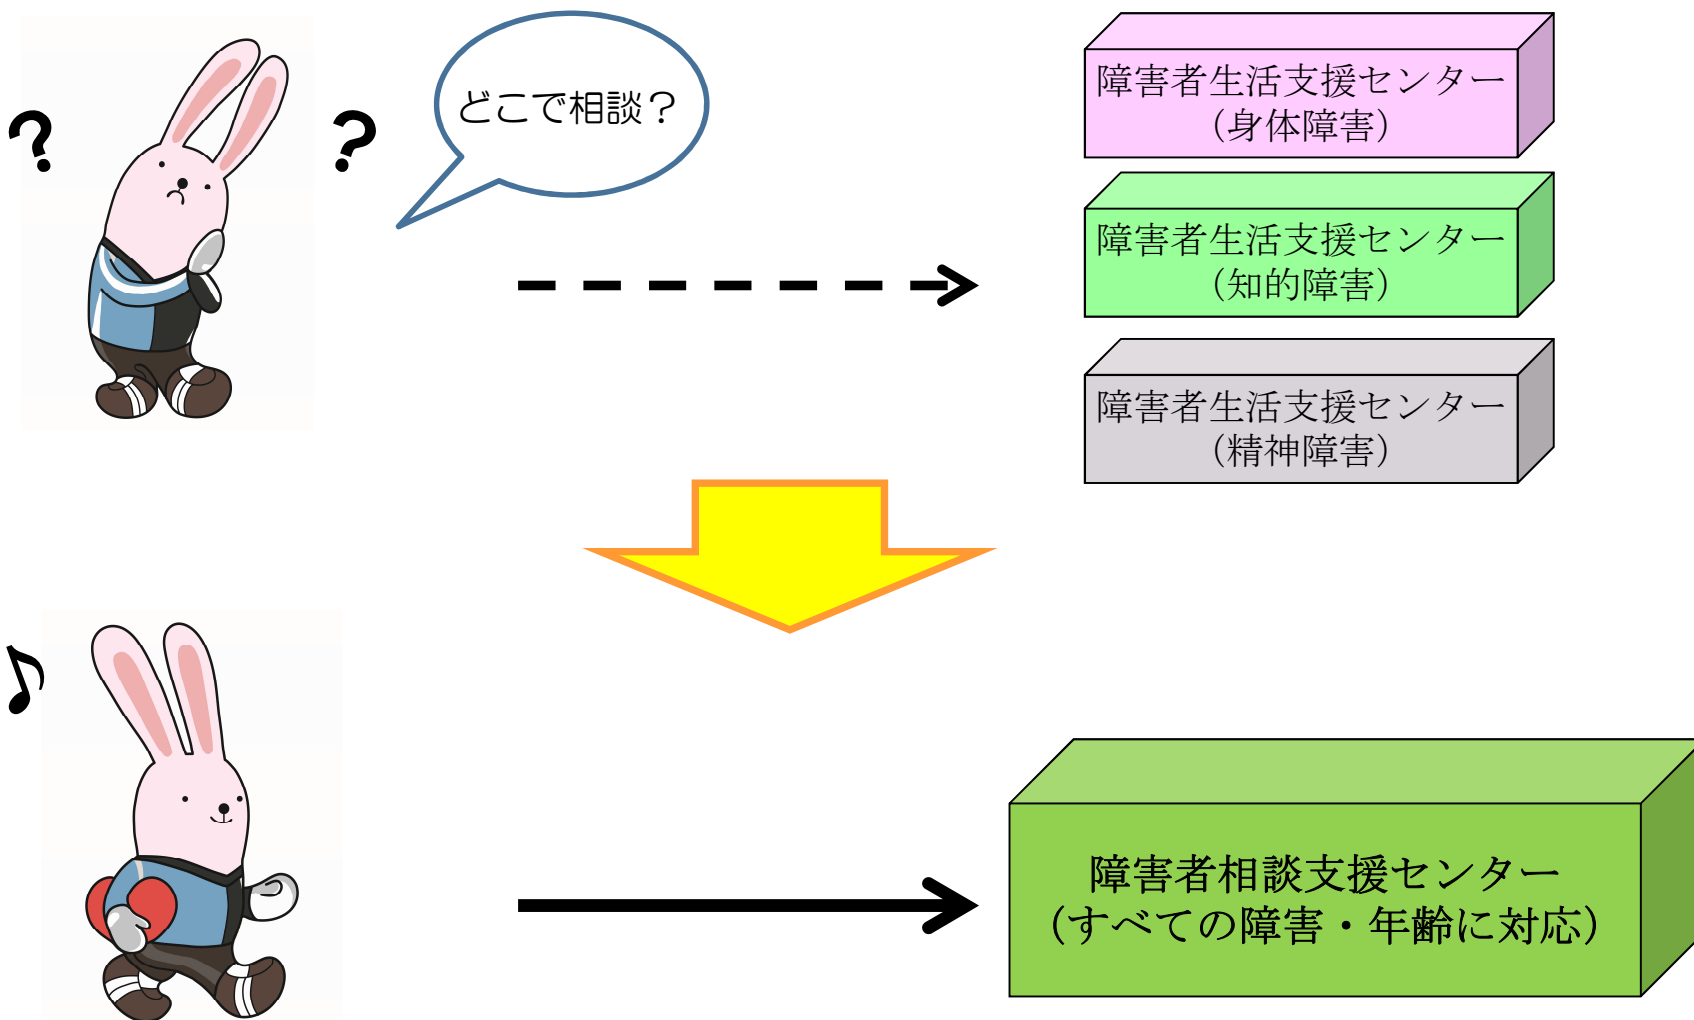 ?
?
どこで相談？
障害者生活支援センター
（身体障害）
障害者生活支援センター
（知的障害）
障害者生活支援センター
（精神障害）
♪
障害者相談支援センター
（すべての障害・年齢に対応）